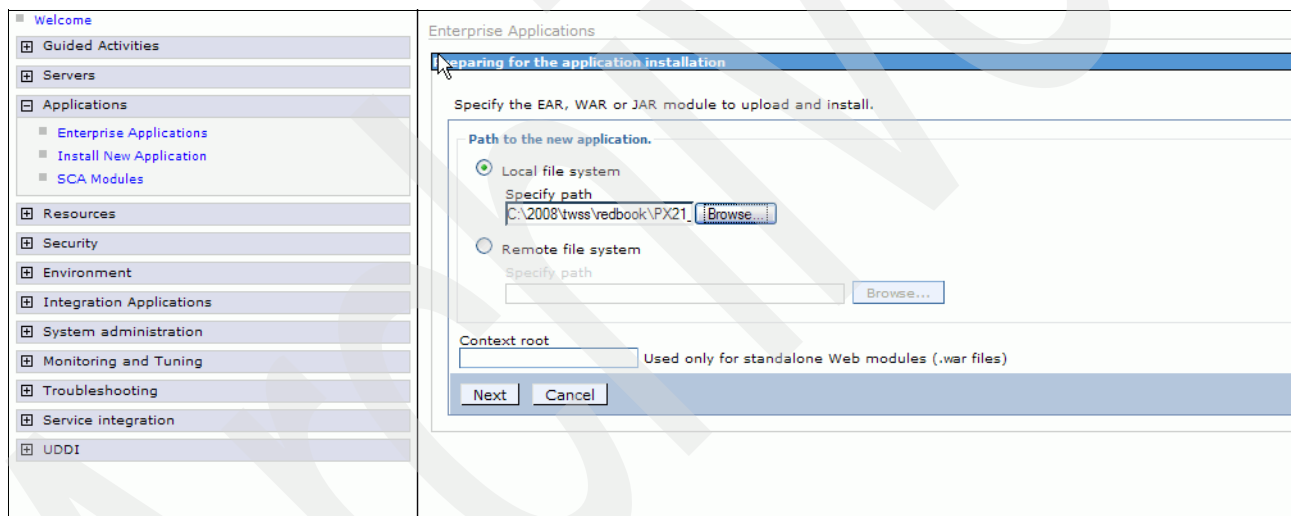 Welcome
Guided Activities
Servers
Applications
Enterprise Applications
Install New Application
SCA Modules
Resources
Security
Environment
Integration Applications
System administration
Monitoring and Tuning
Troubleshooting
Service integration
UDDI
Enterprise Applications
Preparing for the application installation
Specify the EAR, WAR or JAR module to upload and install.
Path to the new application.
Local file system
Specify path
C:\2008\twss\redbook\PX21_ Browse...
Remote file system
Specify path
Browse...
Context root
Used only for standalone Web modules (.war files)
Next Cancel